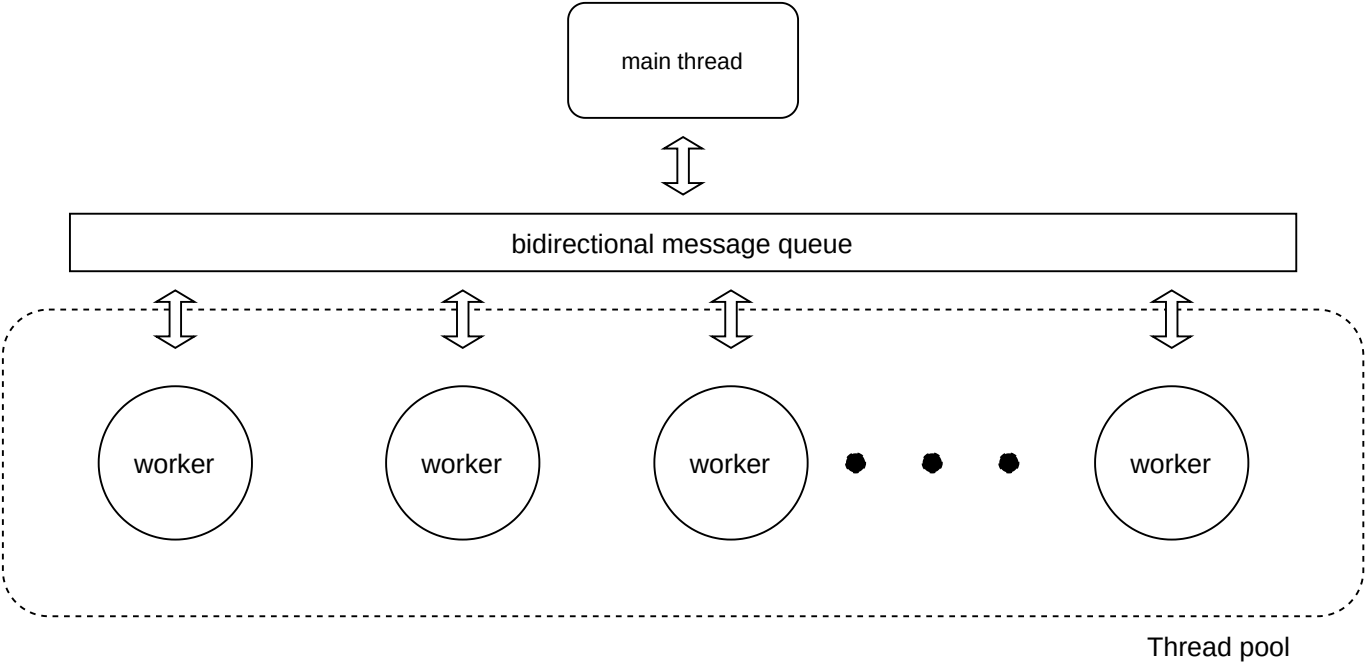 main thread
bidirectional message queue
worker
worker
worker
worker
Thread pool